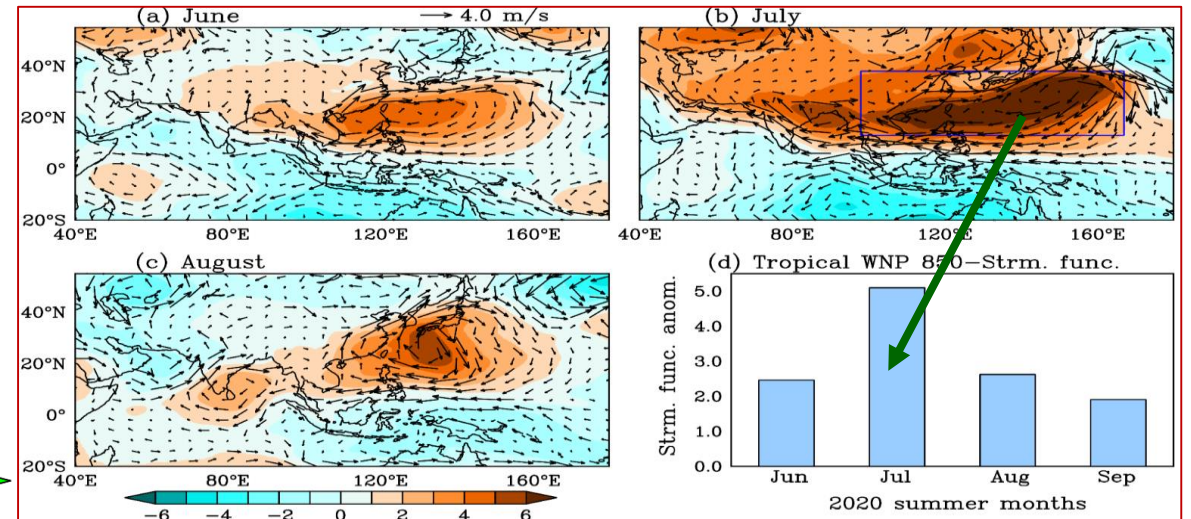 (a) June
4.0 m/s
(b) July
40°N
20°N
0°
20°S
40°E 80°E 120°E 160°E
40°E 80°E 120°E 160°E
(c) August
(d) Tropical WNP 850-Strm. func.
40°N
20°N
0°
20°S
40°E 80°E 120°E 160°E
-6 -4 -2 0 2 4 6
Strm. func. anom.
5.0
4.0
3.0
2.0
1.0
0.0
Jun Jul Aug Sep
2020 summer months